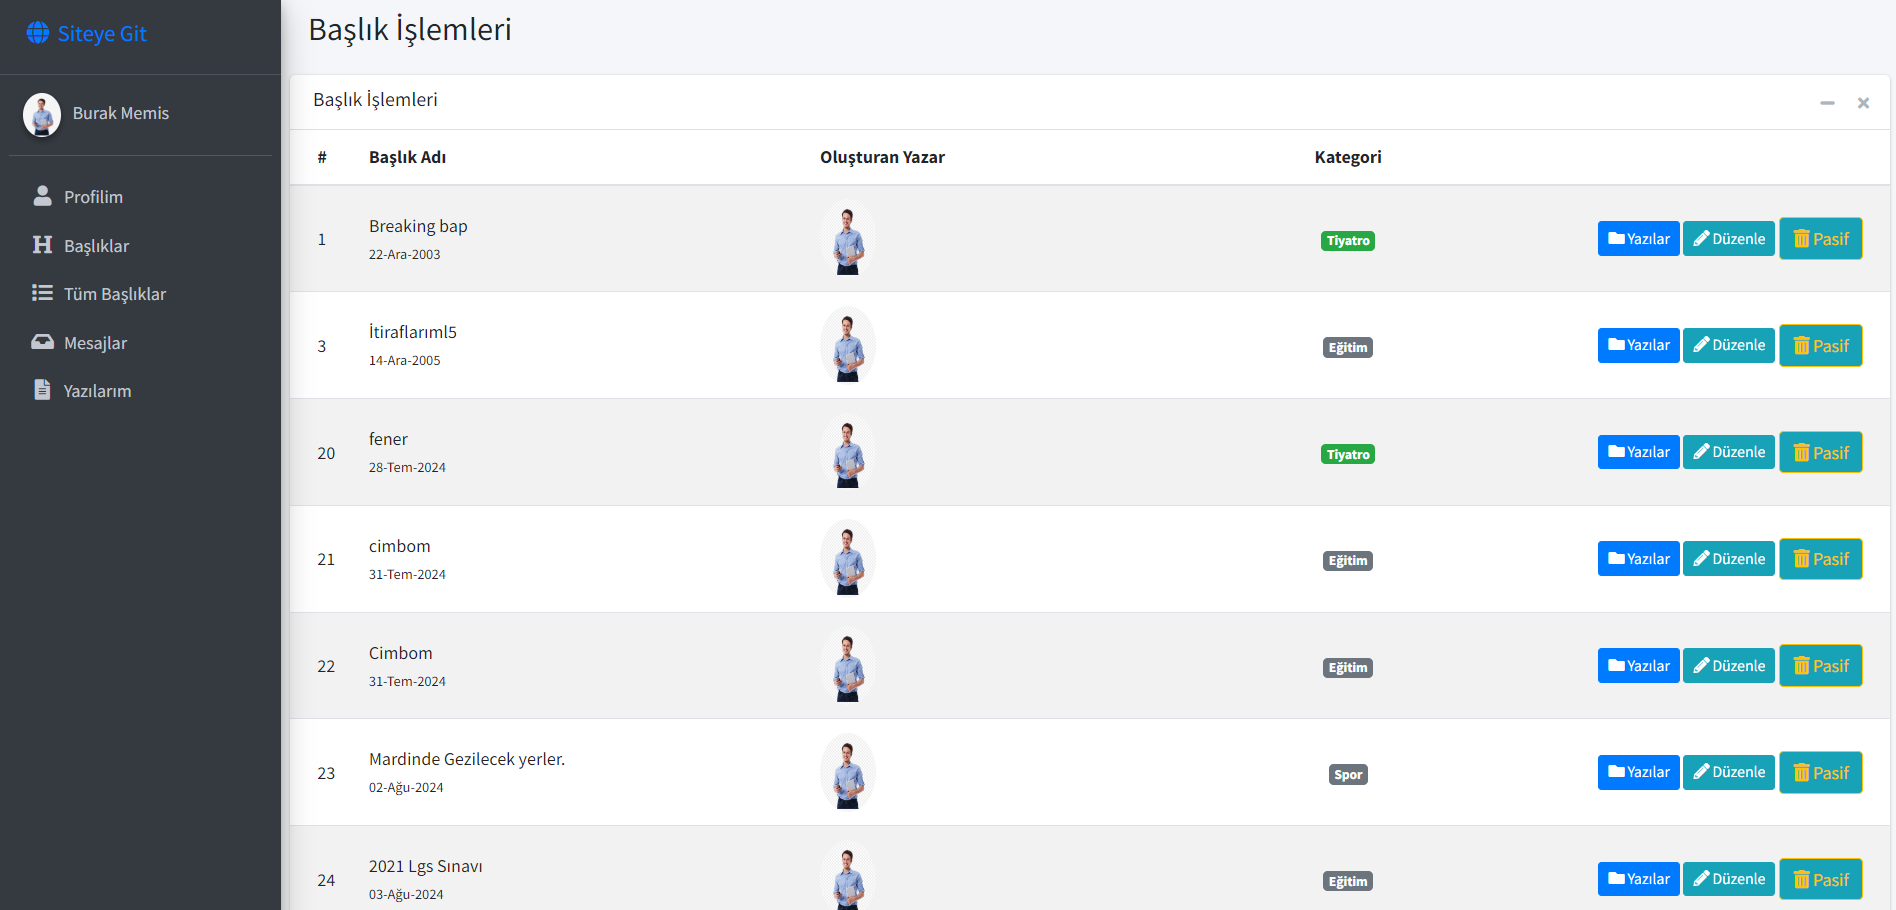 Siteye Git
Burak Memis
Profilim
Başlıklar
Tüm Başlıklar
Mesajlar
Yazılarım
Başlık İşlemleri
Başlık İşlemleri
# Başlık Adı Oluşturan Yazar Kategori
1 Breaking bap Tiyatro Yazılar Düzenle Pasif
22-Ara-2003
3 İtiraflarıml5 Eğitim Yazılar Düzenle Pasif
14-Ara-2005
20 fener Tiyatro Yazılar Düzenle Pasif
28-Tem-2024
21 cimbom Eğitim Yazılar Düzenle Pasif
31-Tem-2024
22 Cimbom Eğitim Yazılar Düzenle Pasif
31-Tem-2024
23 Mardinde Gezilecek yerler. Spor Yazılar Düzenle Pasif
02-Ağu-2024
24 2021 Lgs Sınavı Eğitim Yazılar Düzenle Pasif
03-Ağu-2024